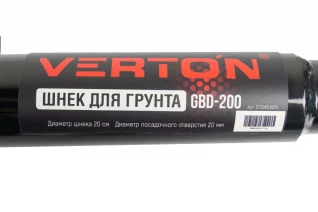 VERTON
ШНЕК ДЛЯ ГРУНТА GBD-200
Диаметр шнека 20 см Диаметр посадочного отверстия 20 мм